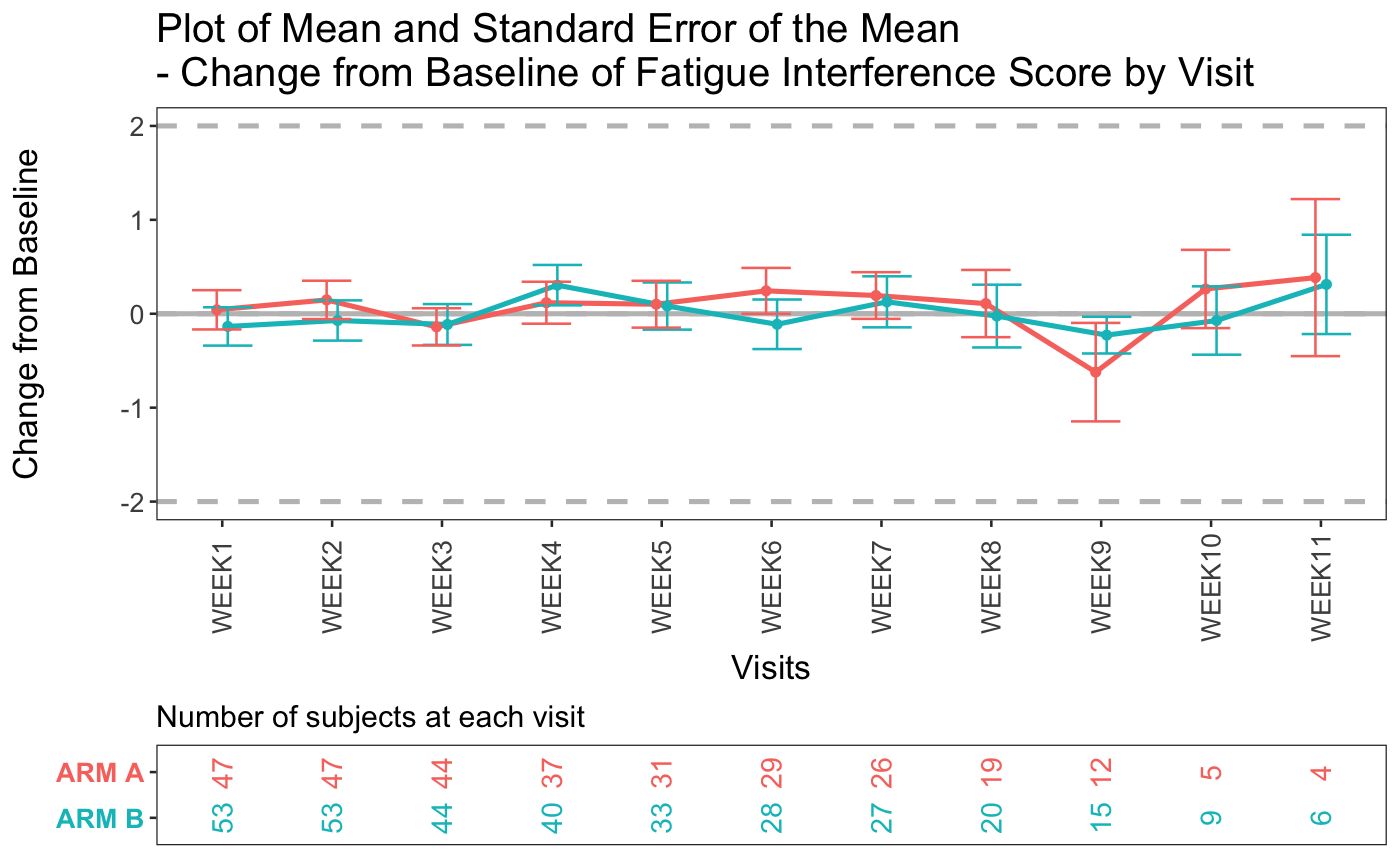 Plot of Mean and Standard Error of the Mean
- Change from Baseline of Fatigue Interference Score by Visit
Change from Baseline
2
1
0
-1
-2
WEEK1
WEEK2
WEEK3
WEEK4
WEEK5
WEEK6
WEEK7
WEEK8
WEEK9
WEEK10
WEEK11
Visits
Number of subjects at each visit
ARM A 47 47 44 37 31 29 26 19 12 5 4
ARM B 53 53 44 40 33 28 27 20 15 9 6